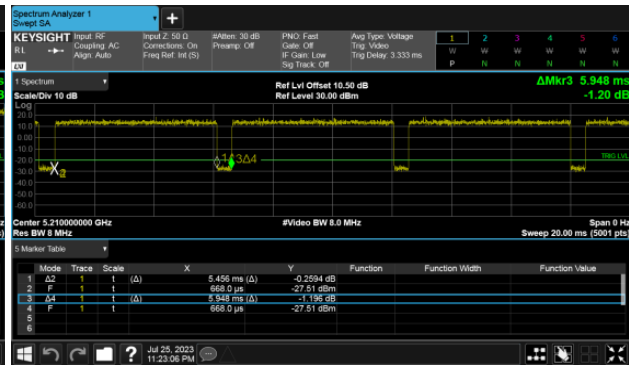 Spectrum Analyzer 1
Swept SA
+
KEYSIGHT Input: RF Input Z: 50 Ω #Atten: 30 dB PNO: Fast Avg Type: Voltage 1 2 3 4 5 6
RL Coupling: AC Corrections: On Preamp: Off Gate: Off Trig: Video W W W W W W
Align: Auto Freq Ref: Int (S) IF Gain: Low Trig Delay: 3.333 ms P N N N N N
Sig Track: Off
LXI
1 Spectrum Ref Lvl Offset 10.50 dB ΔMkr3 5.948 ms
Scale/Div 10 dB Ref Level 30.00 dBm -1.20 dB
Log
20.0
10.0
0.00
-10.0
-20.0 1Δ3Δ4 TRIG LVL
-30.0 X2
-40.0
-50.0
-60.0
Center 5.210000000 GHz #Video BW 8.0 MHz Span 0 Hz
Res BW 8 MHz Sweep 20.00 ms (5001 pts)
5 Marker Table
Mode Trace Scale X Y Function Function Width Function Value
1 Δ2 1 t (Δ) 5.456 ms (Δ) -0.2594 dB
2 F 1 t 668.0 µs -27.51 dBm
3 Δ4 1 t (Δ) 5.948 ms (Δ) -1.196 dB
4 F 1 t 668.0 µs -27.51 dBm
5
6
? Jul 25, 2023
11:23:06 PM